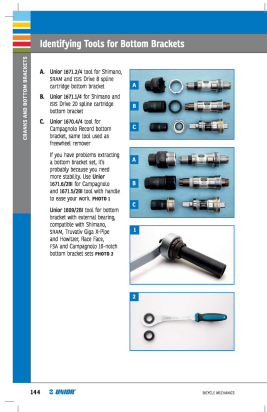 Identifying Tools for Bottom Brackets
CRANKS AND BOTTOM BRACKETS
A. Unior 1671.2/4 tool for Shimano,
SRAM and ISIS Drive 8 spline
cartridge bottom bracket
B. Unior 1671.1/4 for Shimano and
ISIS Drive 20 spline cartridge
bottom bracket
C. Unior 1670.4/4 tool for
Campagnolo Record bottom
bracket, same tool used as
freewheel remover
If you have problems extracting
a bottom bracket set, it's
probably because you need
more stability. Use Unior
1671.6/2BI for Campagnolo
and 1671.5/2BI tool with handle
to ease your work. PHOTO 1
Unior 1609/2BI tool for bottom
bracket with external bearing,
compatible with Shimano,
SRAM, Truvativ Giga X-Pipe
and Howitzer, Race Face,
FSA and Campagnolo 16-notch
bottom bracket sets PHOTO 2
A
B
C
A
B
C
1
2
144 UNIOR BICYCLE MECHANICS